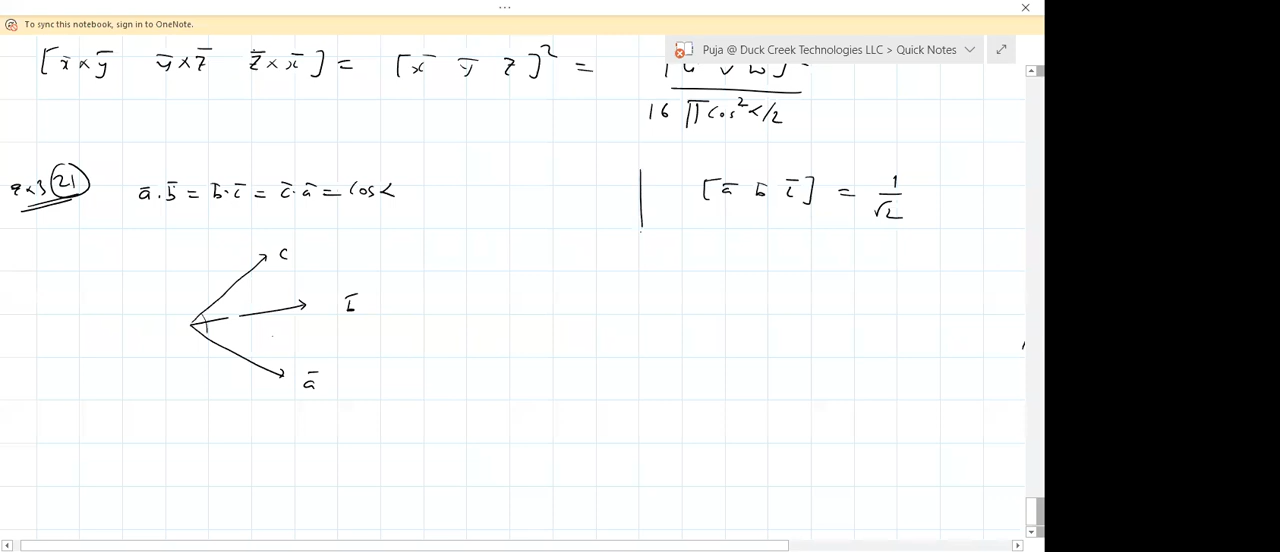 ...
To sync this notebook, sign in to OneNote.
Puja @ Duck Creek Technologies LLC > Quick Notes
[x̄ × ȳ   ȳ × z̄   z̄ × x̄] = [x̄ ȳ z]² =
16 ∏ cos² α/2
21   ā . b̄ = b̄ . c̄ = c̄ . ā = cos α   [ā b̄ c̄] = 1/√2
c
b̄
ā